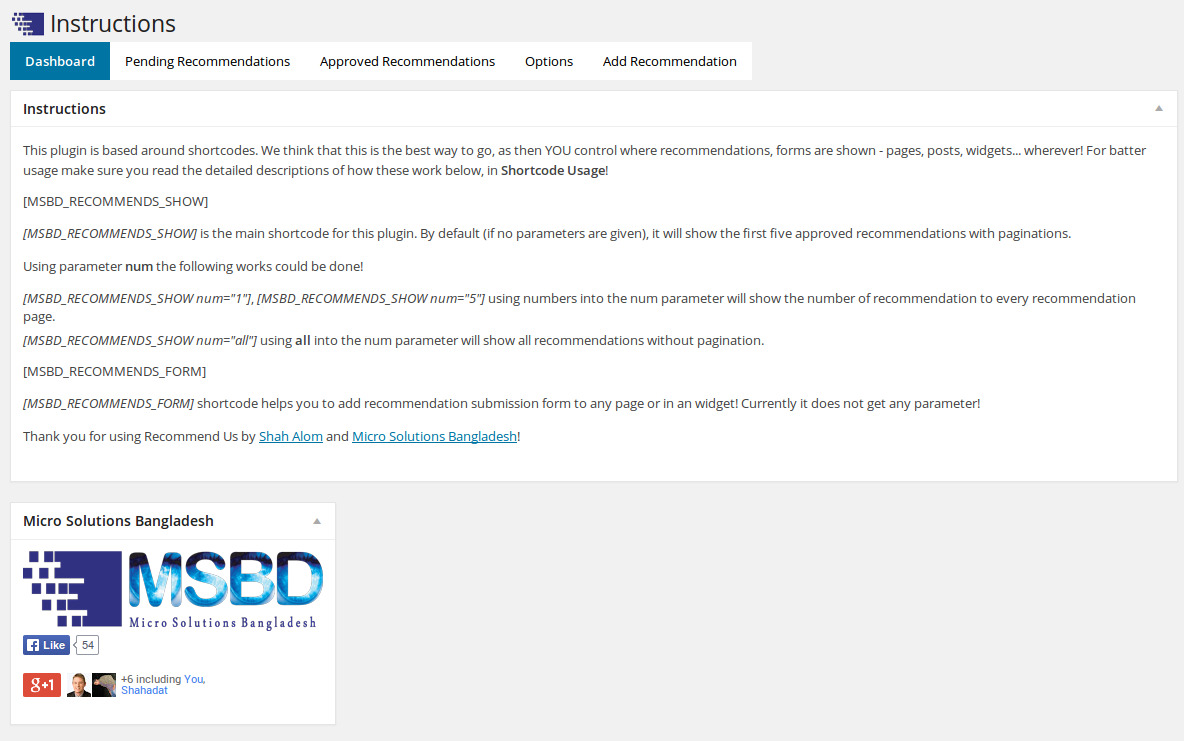 Instructions
Dashboard Pending Recommendations Approved Recommendations Options Add Recommendation
Instructions
This plugin is based around shortcodes. We think that this is the best way to go, as then YOU control where recommendations, forms are shown - pages, posts, widgets... wherever! For batter
usage make sure you read the detailed descriptions of how these work below, in Shortcode Usage!
[MSBD_RECOMMENDS_SHOW]
[MSBD_RECOMMENDS_SHOW] is the main shortcode for this plugin. By default (if no parameters are given), it will show the first five approved recommendations with paginations.
Using parameter num the following works could be done!
[MSBD_RECOMMENDS_SHOW num="1"], [MSBD_RECOMMENDS_SHOW num="5"] using numbers into the num parameter will show the number of recommendation to every recommendation
page.
[MSBD_RECOMMENDS_SHOW num="all"] using all into the num parameter will show all recommendations without pagination.
[MSBD_RECOMMENDS_FORM]
[MSBD_RECOMMENDS_FORM] shortcode helps you to add recommendation submission form to any page or in an widget! Currently it does not get any parameter!
Thank you for using Recommend Us by Shah Alom and Micro Solutions Bangladesh!
Micro Solutions Bangladesh
MSBD
Micro Solutions Bangladesh
Like 54
g+1 +6 including You,
Shahadat